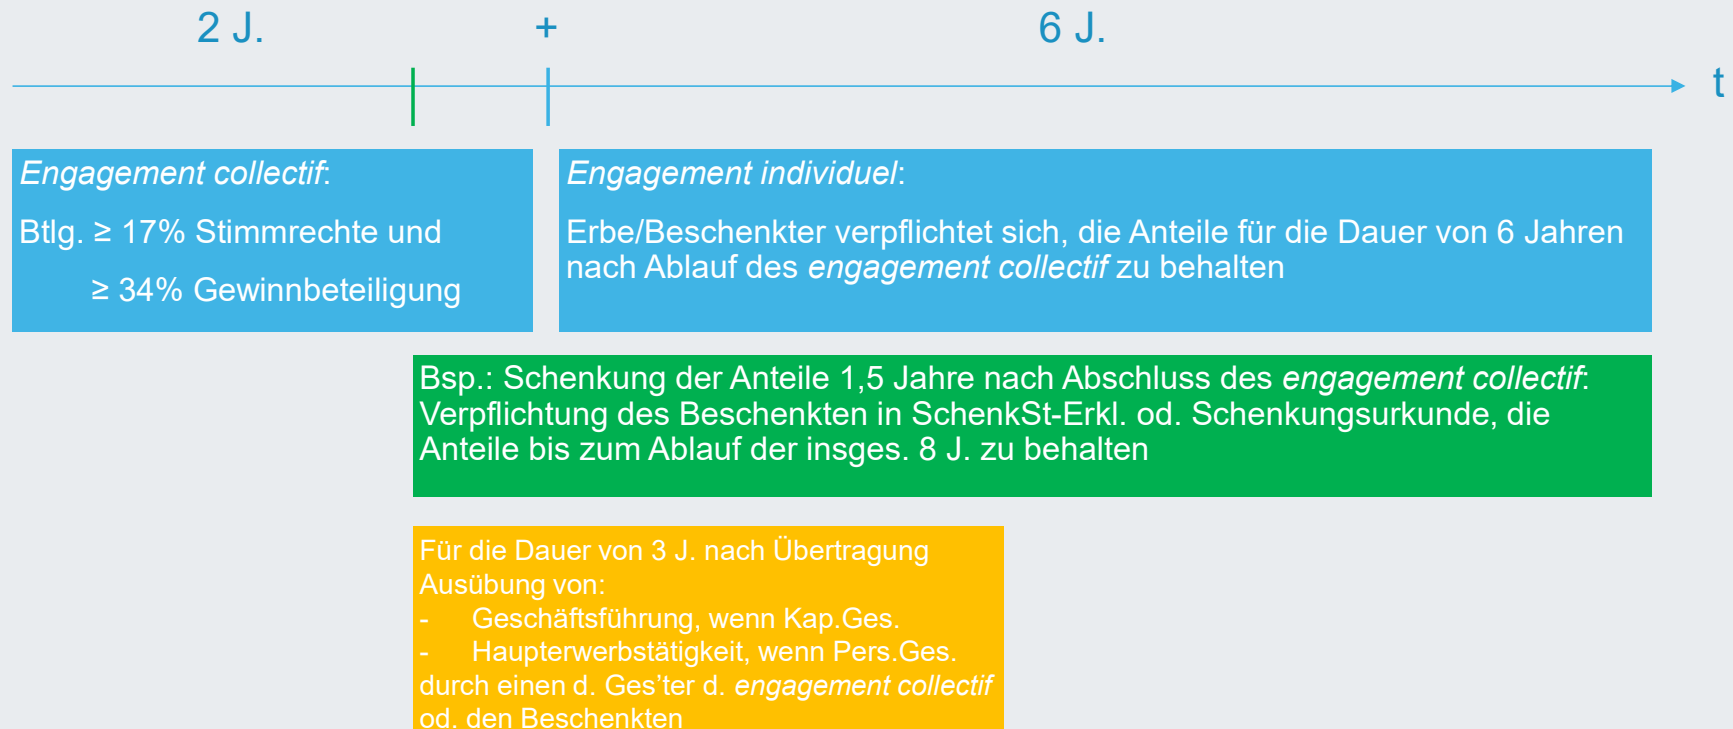 2 J.
+
6 J.
t
Engagement collectif:
Btlg. ≥ 17% Stimmrechte und
≥ 34% Gewinnbeteiligung
Engagement individuel:
Erbe/Beschenkter verpflichtet sich, die Anteile für die Dauer von 6 Jahren
nach Ablauf des engagement collectif zu behalten
Bsp.: Schenkung der Anteile 1,5 Jahre nach Abschluss des engagement collectif:
Verpflichtung des Beschenkten in SchenkSt-Erkl. od. Schenkungsurkunde, die
Anteile bis zum Ablauf der insges. 8 J. zu behalten
Für die Dauer von 3 J. nach Übertragung
Ausübung von:
- Geschäftsführung, wenn Kap.Ges.
- Haupterwerbstätigkeit, wenn Pers.Ges.
durch einen d. Ges’ter d. engagement collectif
od. den Beschenkten